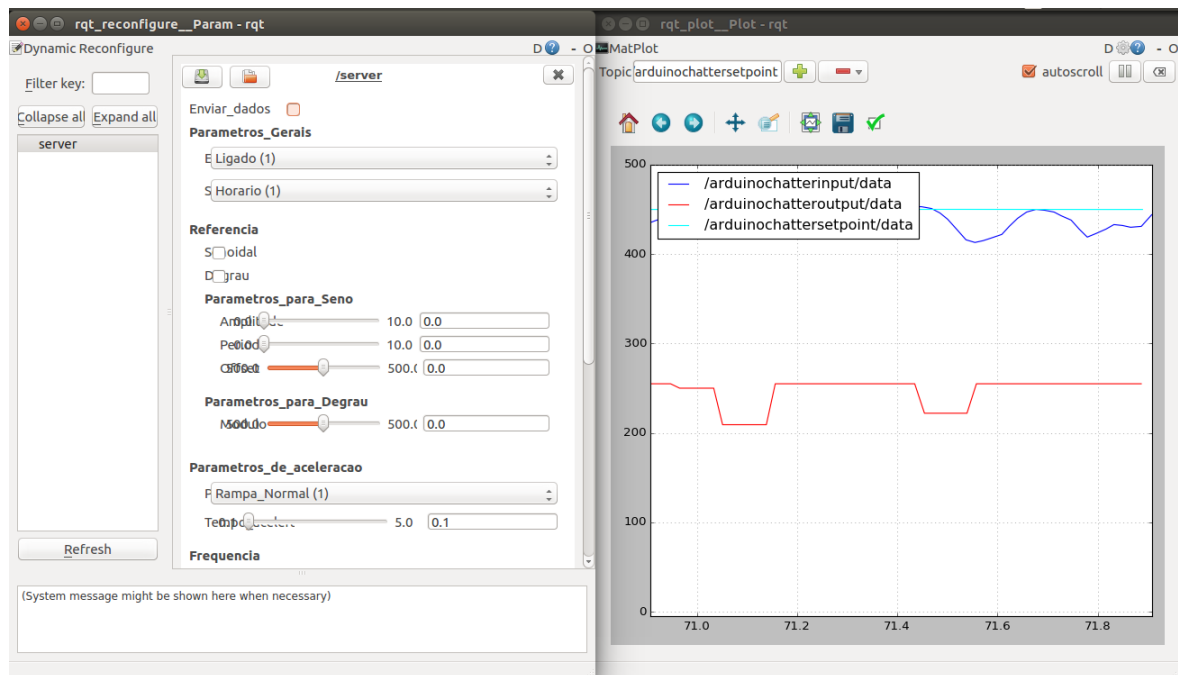 rqt_reconfigure__Param - rqt
Dynamic Reconfigure
D - O
Filter key:
Collapse all Expand all
server
Refresh
/server
Enviar_dados
Parametros_Gerais
E Ligado (1)
S Horario (1)
Referencia
S oidal
D grau
Parametros_para_Seno
10.0 0.0
10.0 0.0
500.( 0.0
Parametros_para_Degrau
500.( 0.0
Parametros_de_aceleracao
P Rampa_Normal (1)
5.0 0.1
Frequencia
(System message might be shown here when necessary)
rqt_plot__Plot - rqt
MatPlot
D - O
Topic arduinochattersetpoint
autoscroll
/arduinochatterinput/data
/arduinochatteroutput/data
/arduinochattersetpoint/data
500
400
300
200
100
0
71.0 71.2 71.4 71.6 71.8